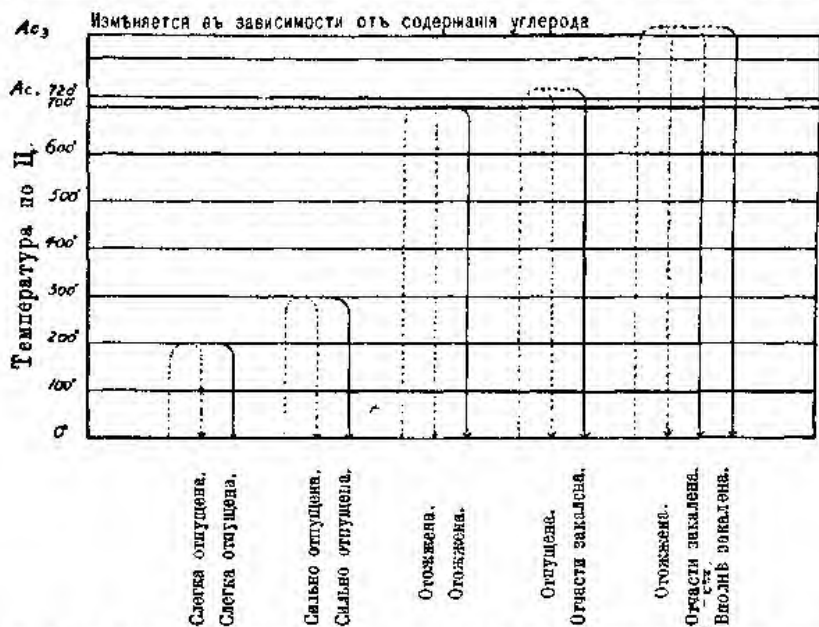 Измѣняется въ зависимости отъ содержанія углерода
Ac₃
Ac. 720
700
600°
500°
400°
300°
200°
100°
0°
Температура по Ц.
Слегка отпущена.
Слегка отпущена.
Сильно отпущена.
Сильно отпущена.
Отожжена.
Отожжена.
Отпущена.
Отчасти закалена.
Отожжена.
Отчасти закалена.
Вполнѣ закалена.